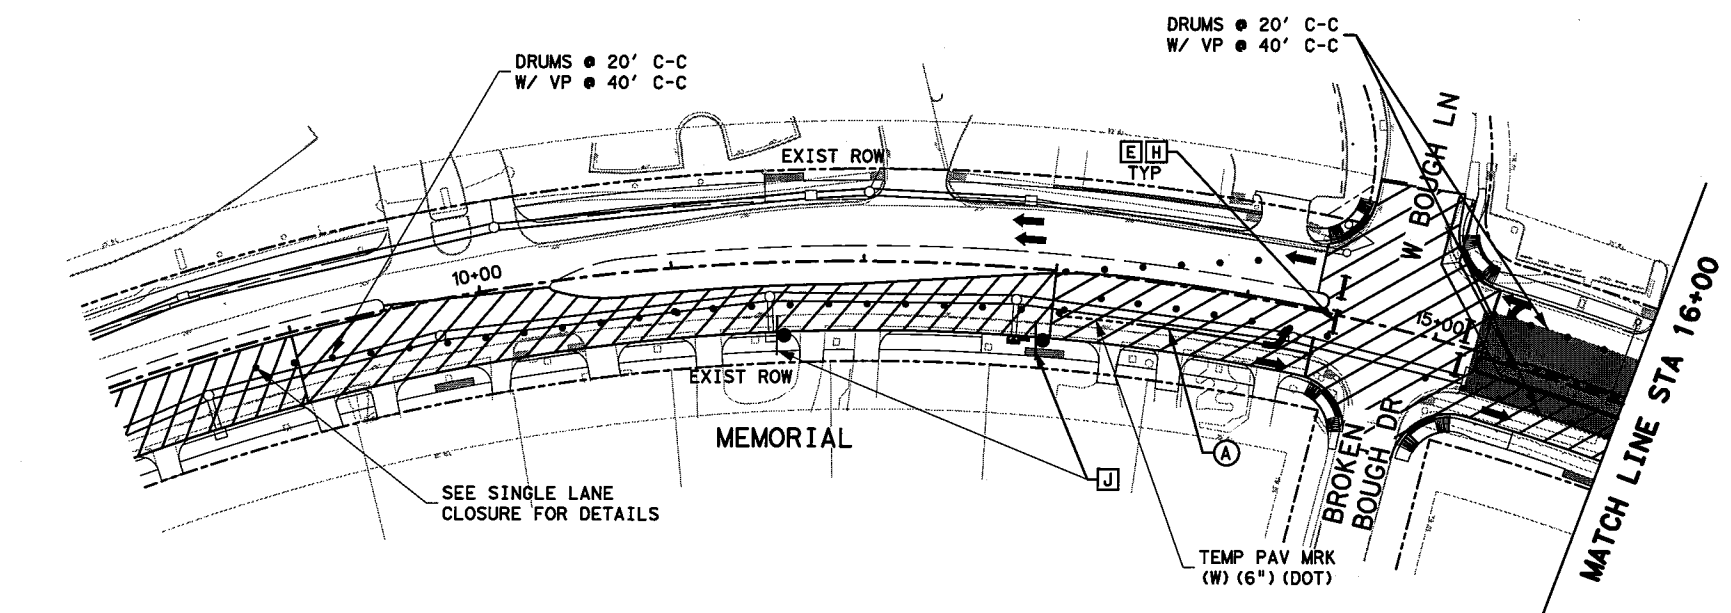 DRUMS @ 20' C-C
W/ VP @ 40' C-C
DRUMS @ 20' C-C
W/ VP @ 40' C-C
EXIST ROW
E H
TYP
W BOUGH LN
10+00
15+00
EXIST ROW
MEMORIAL
A
J
BROKEN
BOUGH DR
SEE SINGLE LANE
CLOSURE FOR DETAILS
TEMP PAV MRK
(W) (6") (DOT)
MATCH LINE STA 16+00